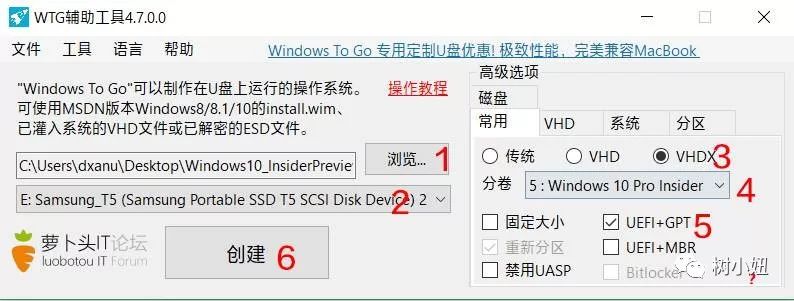 WTG辅助工具4.7.0.0
文件 工具 语言 帮助 Windows To Go 专用定制U盘优惠! 极致性能，完美兼容MacBook
"Windows To Go"可以制作在U盘上运行的操作系统。 操作教程
可使用MSDN版本Windows8/8.1/10的install.wim、
已灌入系统的VHD文件或已解密的ESD文件。
C:\Users\dxanu\Desktop\Windows10_InsiderPreview 浏览... 1
E: Samsung_T5 (Samsung Portable SSD T5 SCSI Disk Device) 2 2
萝卜头IT论坛
luobotou IT Forum
创建 6
高级选项
磁盘
常用 VHD 系统 分区
传统 VHD VHDX 3
分卷 5 : Windows 10 Pro Insider 4
固定大小 UEFI+GPT 5
重新分区 UEFI+MBR
禁用UASP Bitlocker ?
树小妞